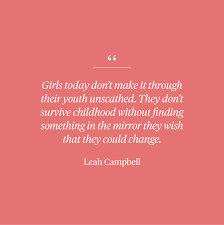 “
Girls today don't make it through
their youth unscathed. They don't
survive childhood without finding
something in the mirror they wish
that they could change.
Leah Campbell